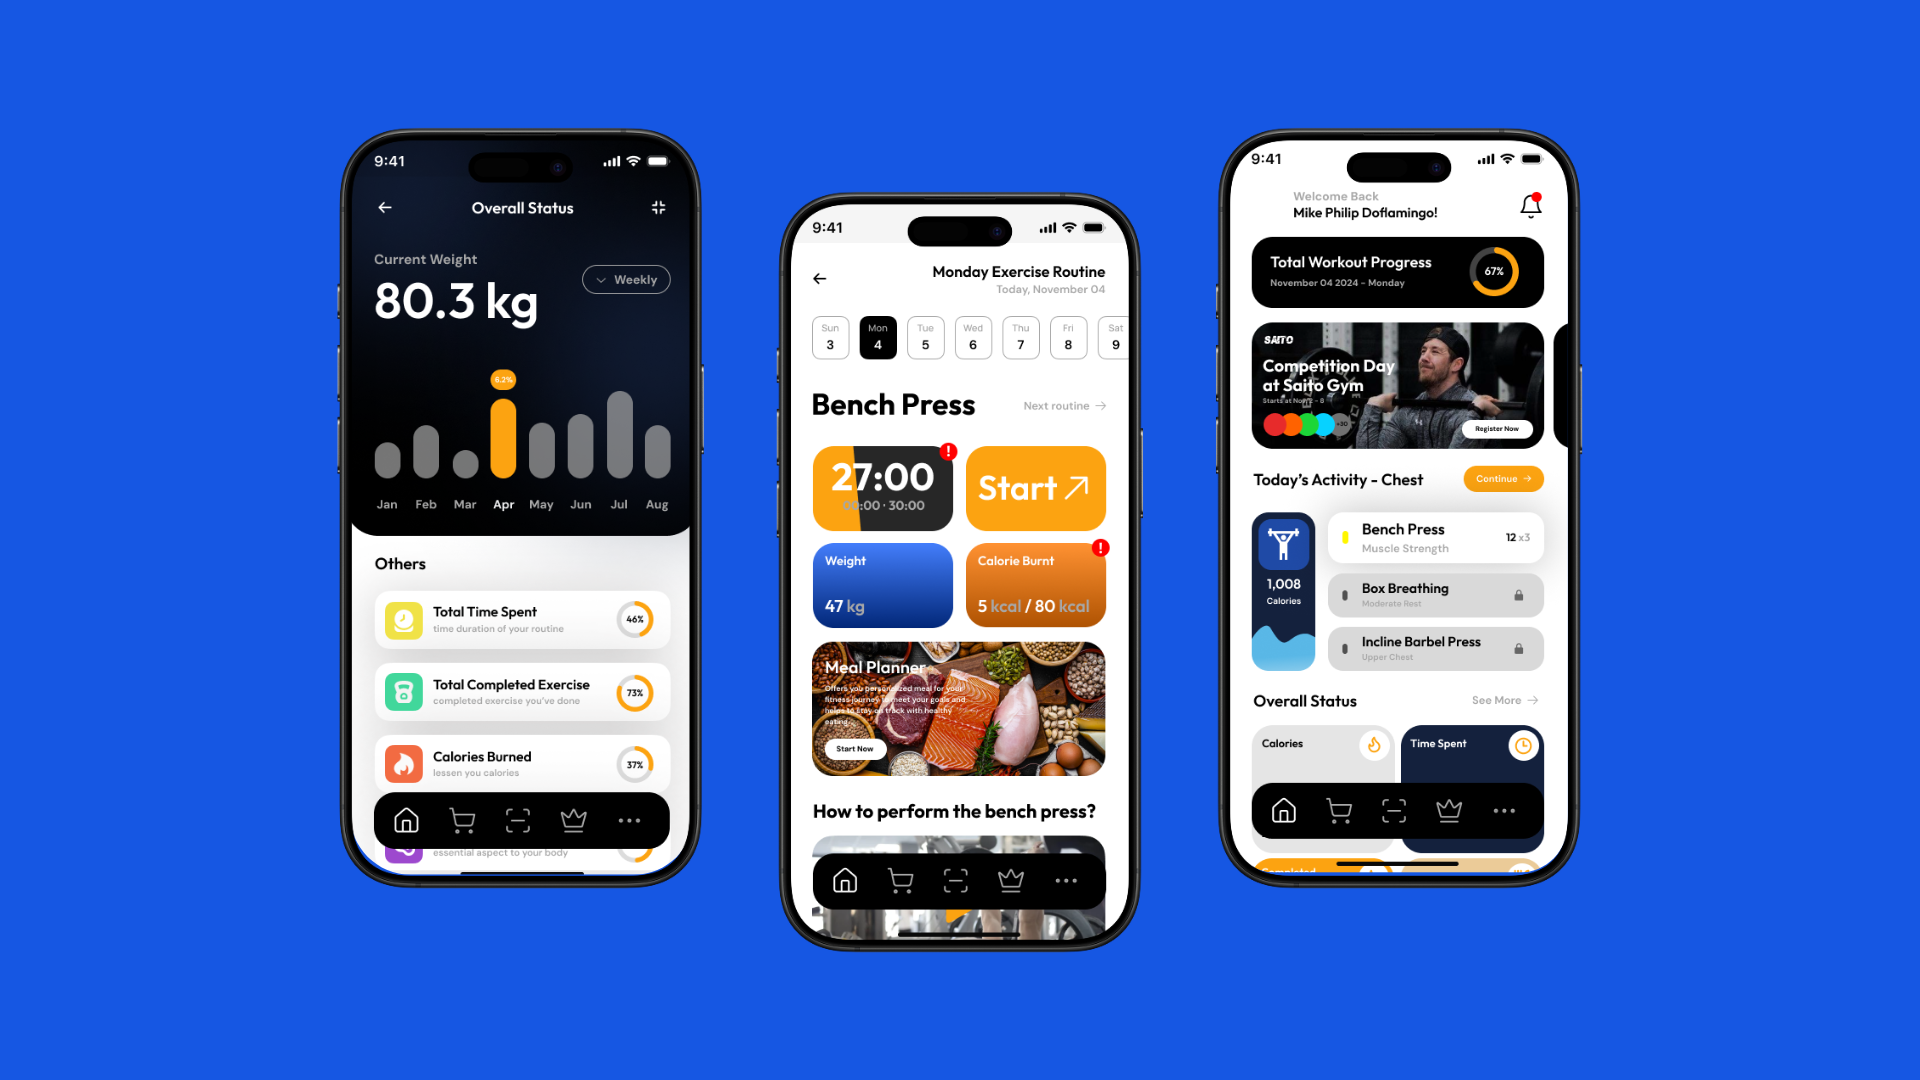 9:41
Overall Status
Current Weight
80.3 kg
Weekly
6.2%
Jan Feb Mar Apr May Jun Jul Aug
Others
Total Time Spent
time duration of your routine
46%
Total Completed Exercise
completed exercise you've done
73%
Calories Burned
lessen you calories
37%
essential aspect to your body
9:41
Monday Exercise Routine
Today, November 04
Sun Mon Tue Wed Thu Fri Sat
3 4 5 6 7 8 9
Bench Press
Next routine
27:00
00:00 · 30:00
Start
Weight
47 kg
Calorie Burnt
5 kcal / 80 kcal
Meal Planner
Offers you personalized meal for your
fitness journey to meet your goals and
helps to stay on track with healthy
eating.
Start Now
How to perform the bench press?
9:41
Welcome Back
Mike Philip Doflamingo!
Total Workout Progress
November 04 2024 - Monday
67%
SAITO
Competition Day
at Saito Gym
Starts at Nov 2 - 8
+30
Register Now
Today's Activity - Chest
Continue
1,008
Calories
Bench Press
Muscle Strength
12 x3
Box Breathing
Moderate Rest
Incline Barbel Press
Upper Chest
Overall Status
See More
Calories
Time Spent
Completed